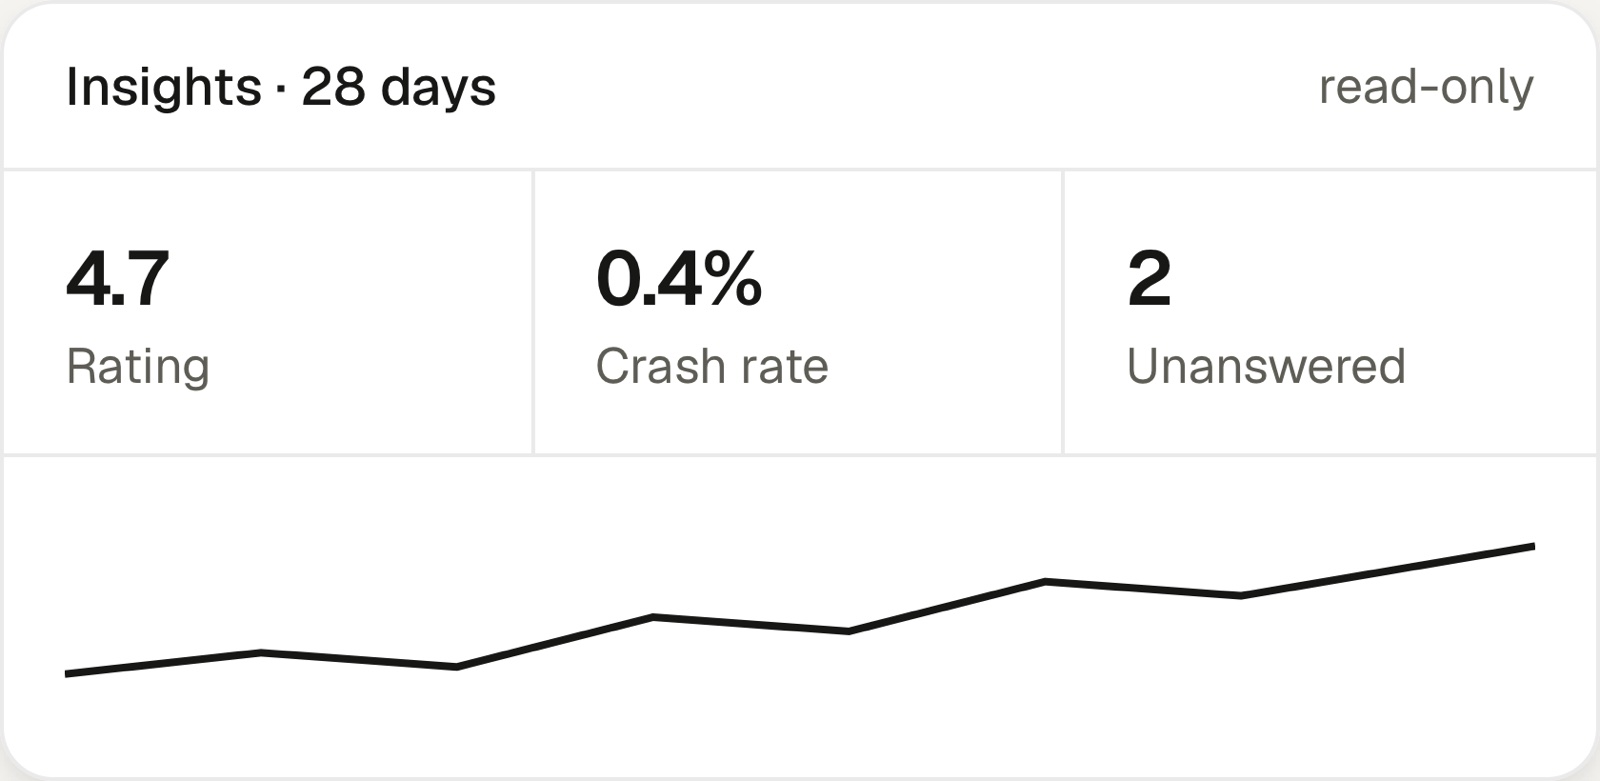 Insights · 28 days
read-only
4.7
Rating
0.4%
Crash rate
2
Unanswered